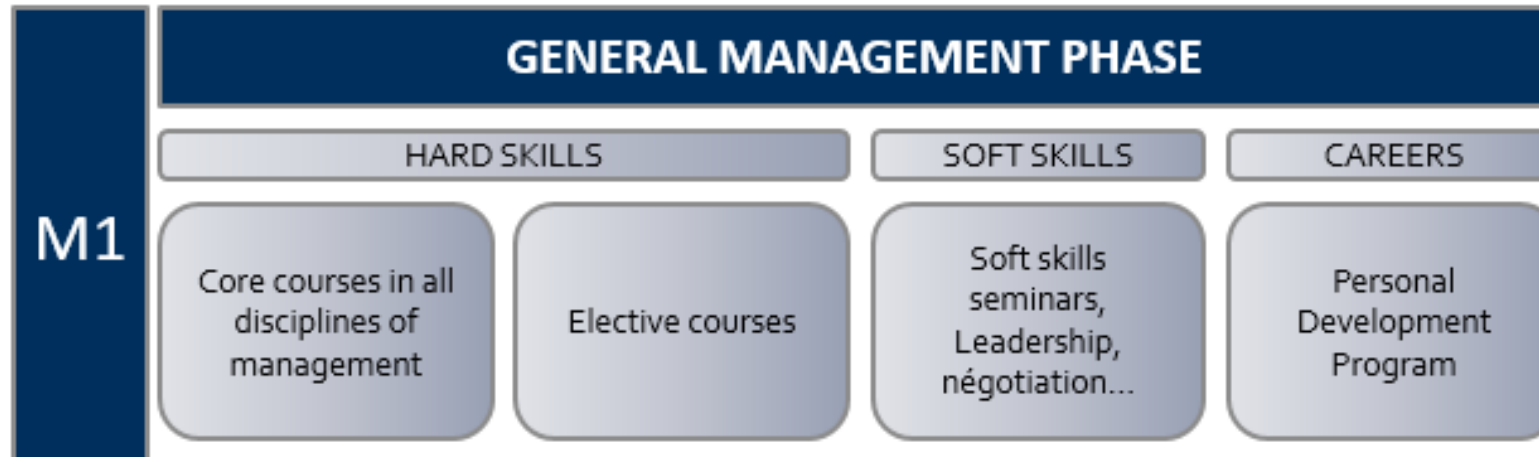 M1
GENERAL MANAGEMENT PHASE
HARD SKILLS
SOFT SKILLS
CAREERS
Core courses in all
disciplines of
management
Elective courses
Soft skills
seminars,
Leadership,
négotiation...
Personal
Development
Program